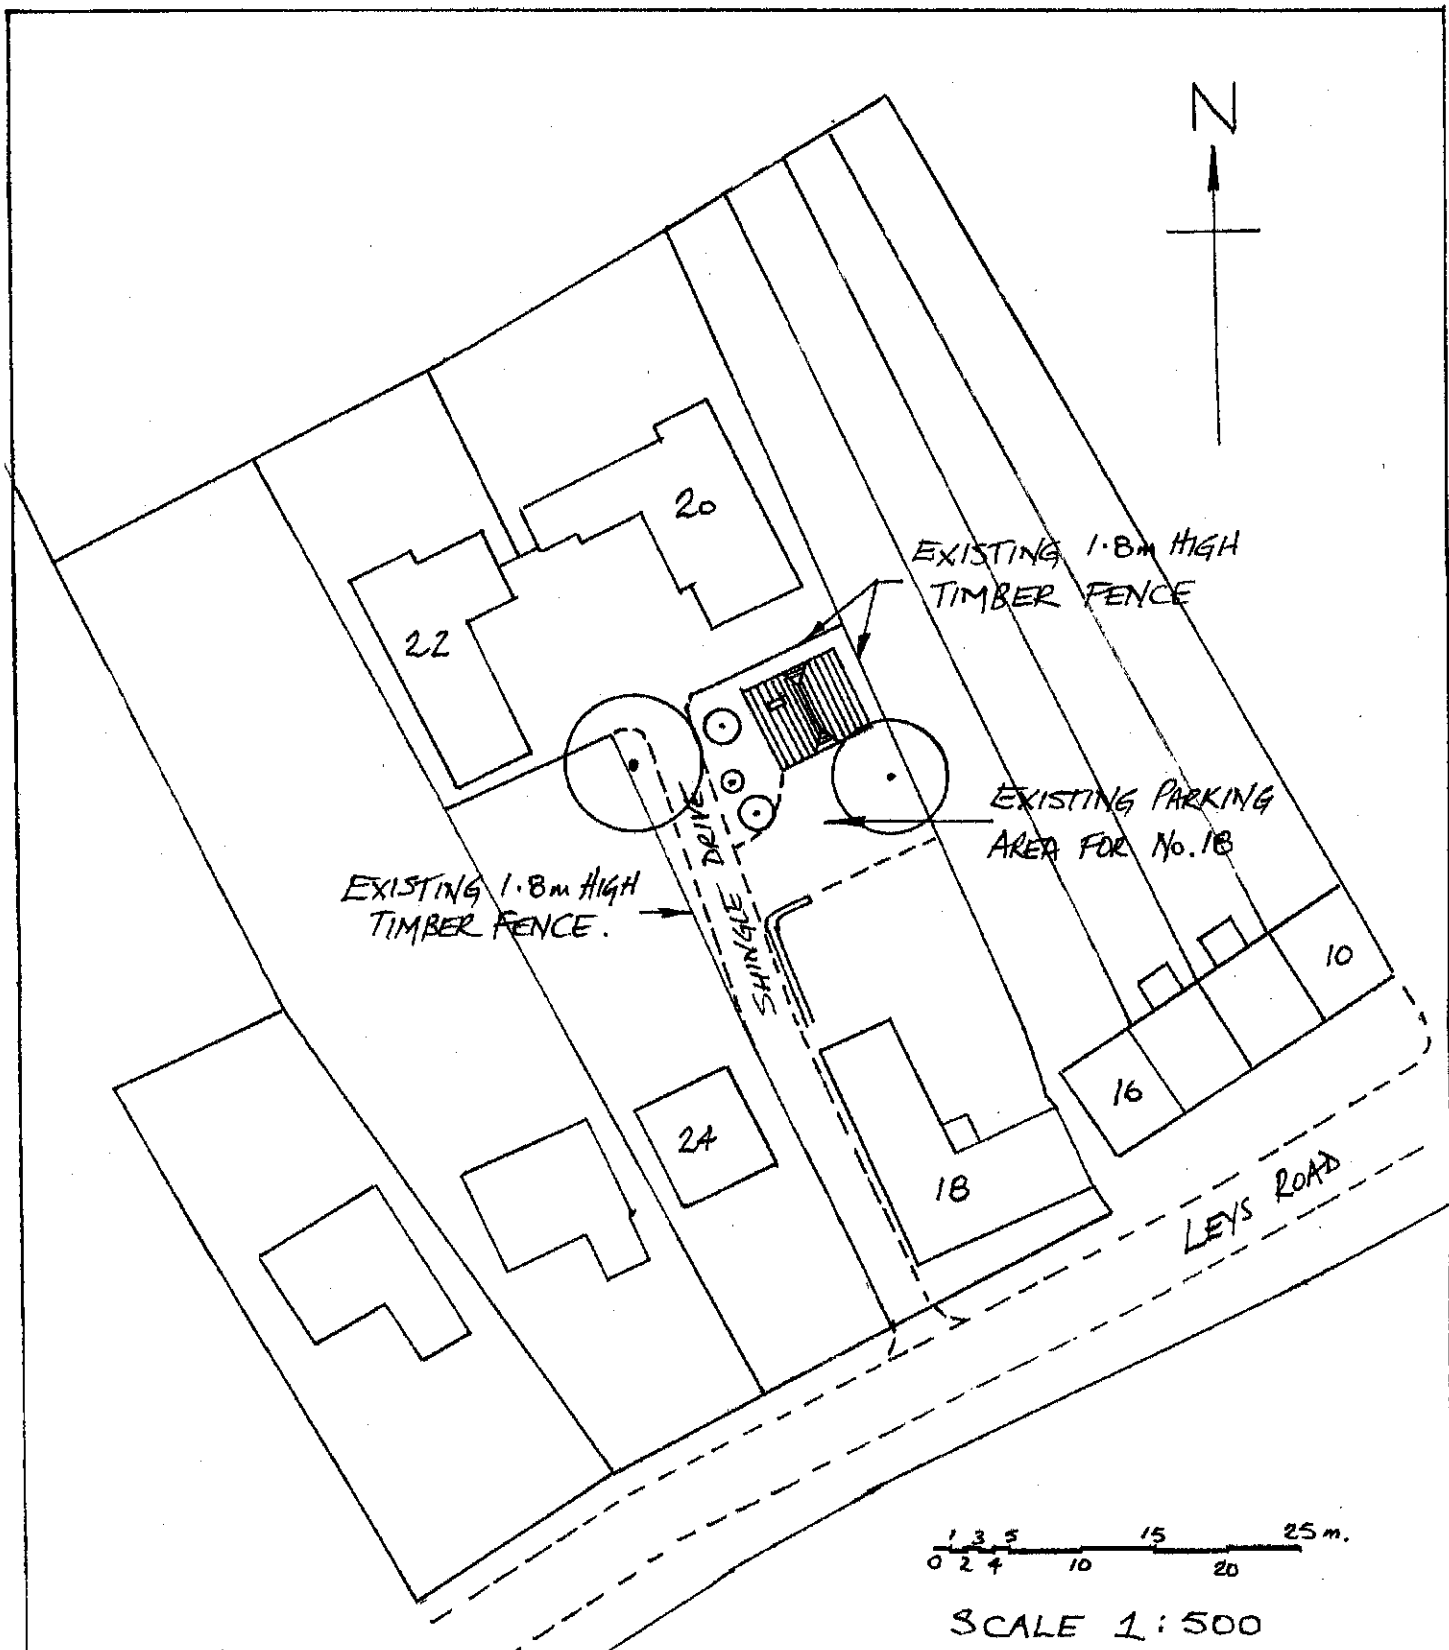 N
20
EXISTING 1.8m HIGH
TIMBER FENCE
22
EXISTING PARKING
AREA FOR No.18
EXISTING 1.8m HIGH
TIMBER FENCE.
SHINGLE DRIVE
10
16
24
18
LEYS ROAD
0 1 2 3 4 5 10 15 20 25 m.
SCALE 1:500